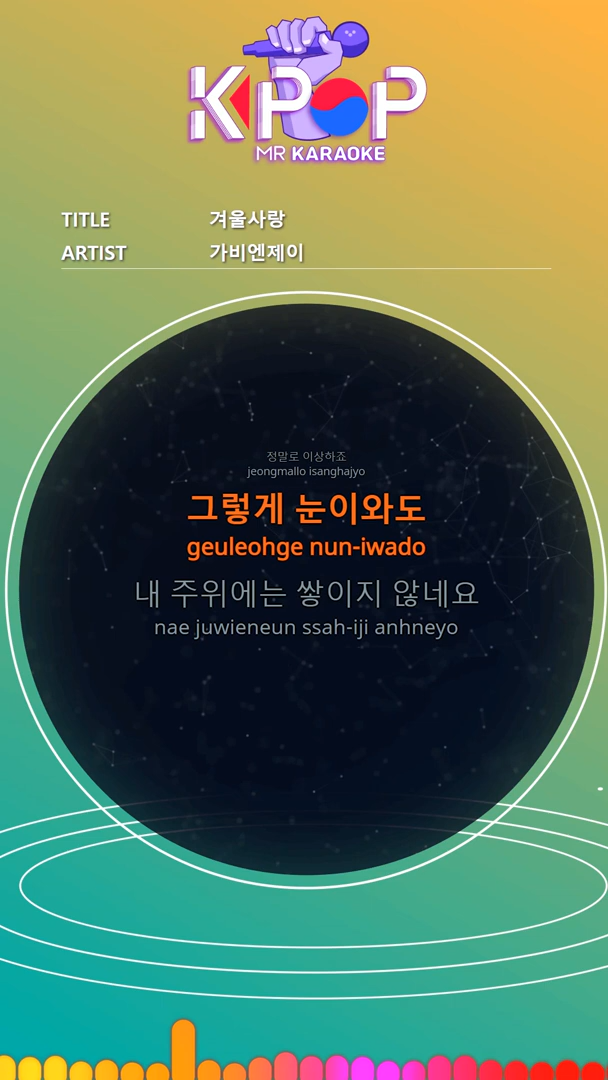 KPOP
MR KARAOKE
TITLE 겨울사랑
ARTIST 가비엔제이
정말로 이상하죠
jeongmallo isanghajyo
그렇게 눈이와도
geuleohge nun-iwado
내 주위에는 쌓이지 않네요
nae juwieneun ssah-iji anhneyo